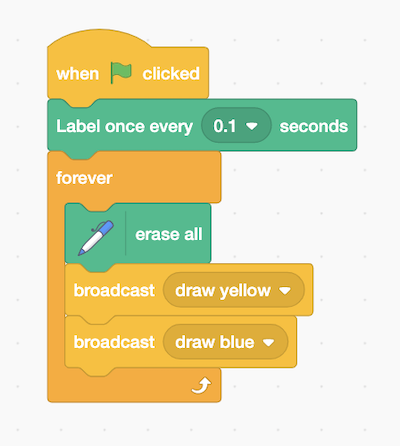 when clicked
Label once every 0.1 seconds
forever
erase all
broadcast draw yellow
broadcast draw blue